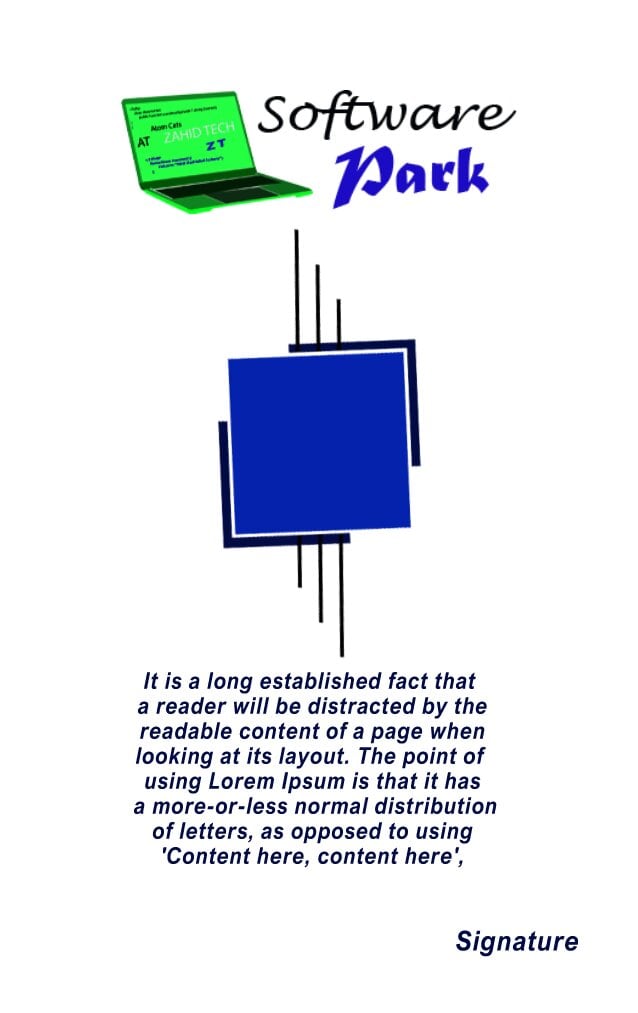 Software
Park
Atom Cats
AT ZAHID TECH
ZT
It is a long established fact that
a reader will be distracted by the
readable content of a page when
looking at its layout. The point of
using Lorem Ipsum is that it has
a more-or-less normal distribution
of letters, as opposed to using
'Content here, content here',
Signature